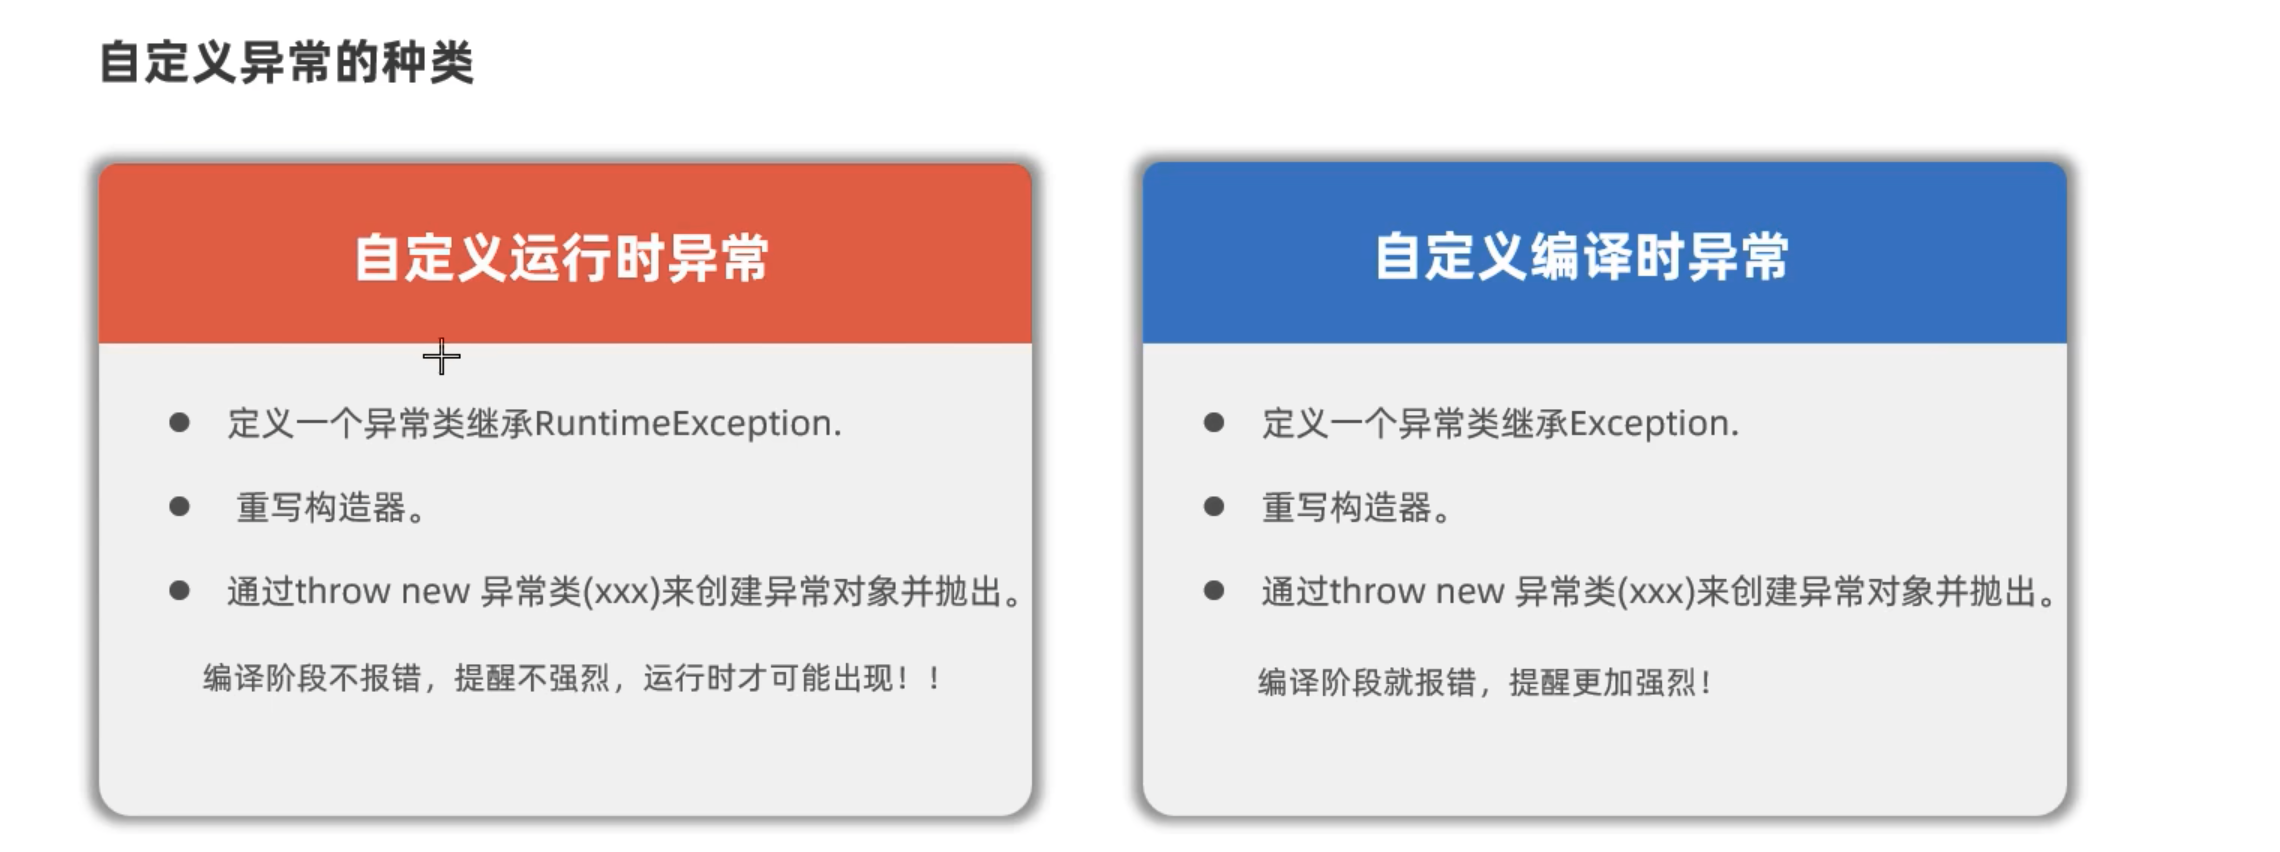 自定义异常的种类
自定义运行时异常
定义一个异常类继承RuntimeException.
重写构造器。
通过throw new 异常类(xxx)来创建异常对象并抛出。
编译阶段不报错，提醒不强烈，运行时才可能出现！！
自定义编译时异常
定义一个异常类继承Exception.
重写构造器。
通过throw new 异常类(xxx)来创建异常对象并抛出。
编译阶段就报错，提醒更加强烈！